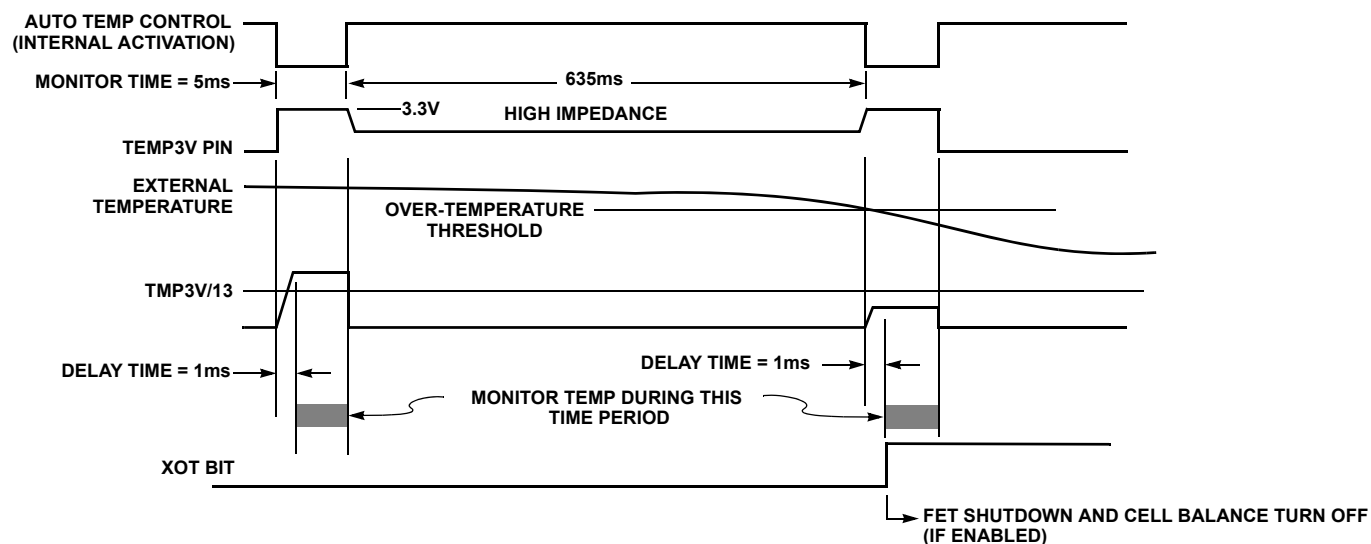 AUTO TEMP CONTROL
(INTERNAL ACTIVATION)
MONITOR TIME = 5ms
635ms
3.3V
HIGH IMPEDANCE
TEMP3V PIN
EXTERNAL
TEMPERATURE
OVER-TEMPERATURE
THRESHOLD
TMP3V/13
DELAY TIME = 1ms
DELAY TIME = 1ms
MONITOR TEMP DURING THIS
TIME PERIOD
XOT BIT
FET SHUTDOWN AND CELL BALANCE TURN OFF
(IF ENABLED)